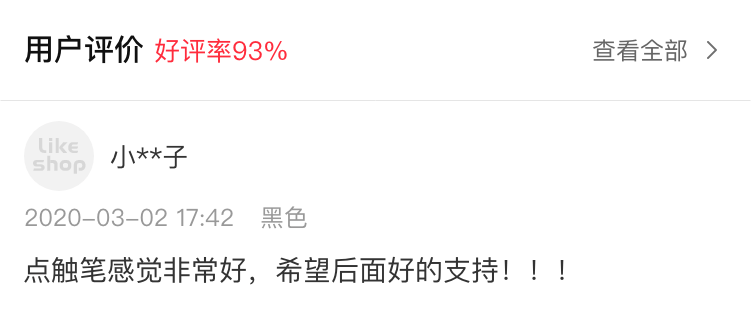 用户评价 好评率93% 查看全部
like
shop
小**子
2020-03-02 17:42 黑色
点触笔感觉非常好，希望后面好的支持！！！